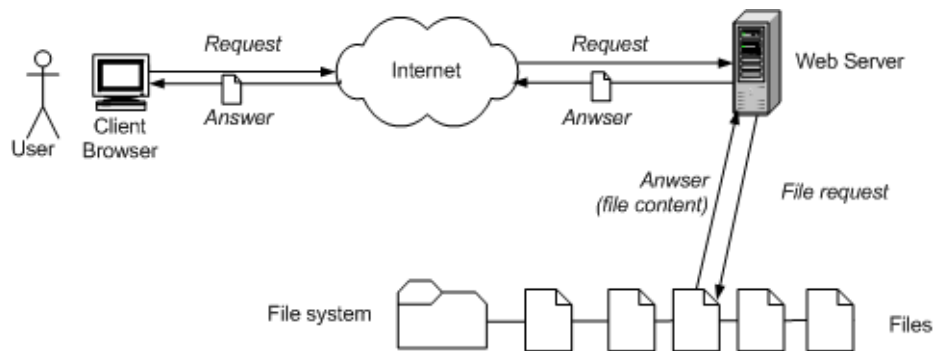 Request
Internet
Request
Web Server
Answer
Anwser
Client
Browser
User
Anwser
(file content)
File request
File system
Files